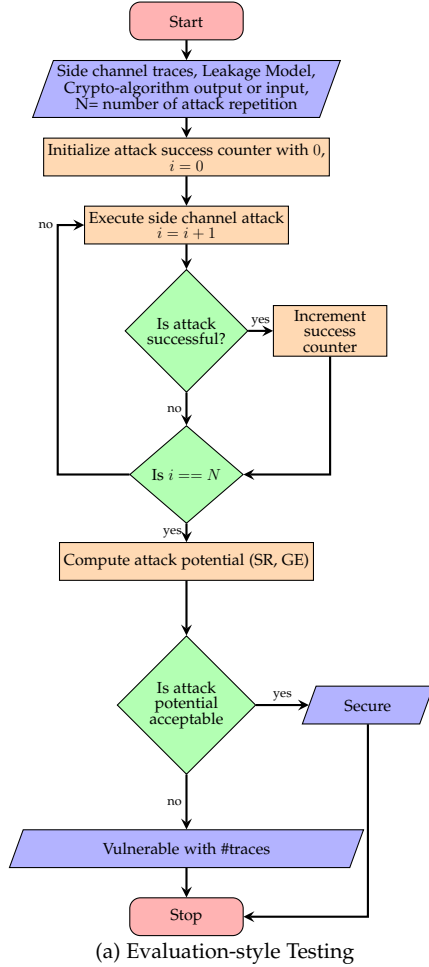 Start
Side channel traces, Leakage Model,
Crypto-algorithm output or input,
N= number of attack repetition
Initialize attack success counter with 0,
i = 0
Execute side channel attack
i = i + 1
no
Is attack
successful?
yes
Increment
success
counter
no
Is i == N
yes
Compute attack potential (SR, GE)
Is attack
potential
acceptable
yes
Secure
no
Vulnerable with #traces
Stop
(a) Evaluation-style Testing